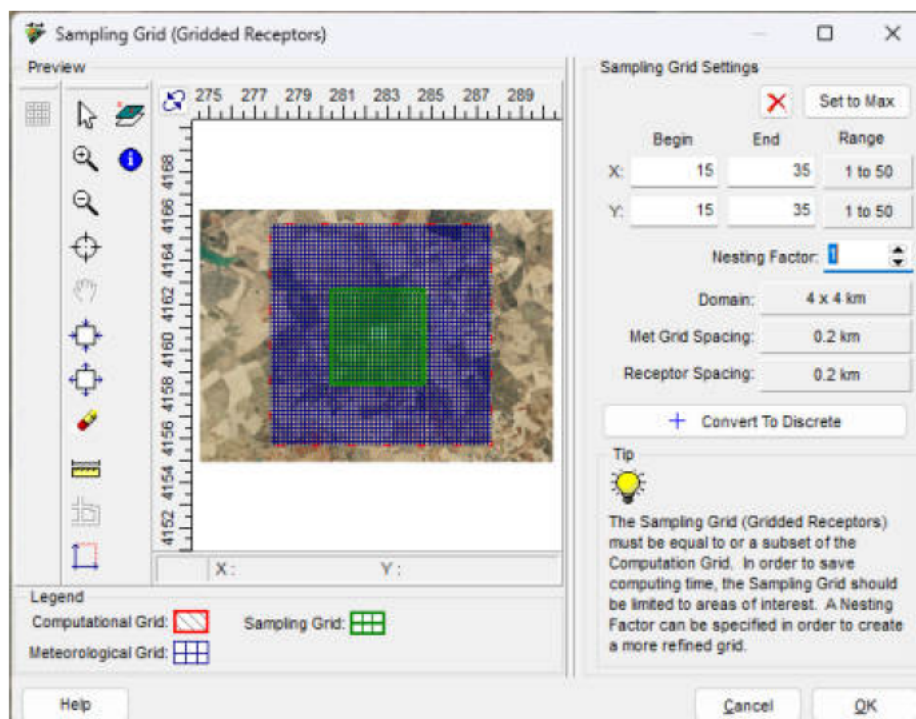 Sampling Grid (Gridded Receptors)
Preview
275 277 279 281 283 285 287 289
4168
4166
4164
4162
4160
4158
4156
4154
4152
X : Y :
Legend
Computational Grid: Sampling Grid:
Meteorological Grid:
Sampling Grid Settings
Set to Max
Begin End Range
X: 15 35 1 to 50
Y: 15 35 1 to 50
Nesting Factor: 1
Domain: 4 x 4 km
Met Grid Spacing: 0.2 km
Receptor Spacing: 0.2 km
+ Convert To Discrete
Tip
The Sampling Grid (Gridded Receptors)
must be equal to or a subset of the
Computation Grid. In order to save
computing time, the Sampling Grid should
be limited to areas of interest. A Nesting
Factor can be specified in order to create
a more refined grid.
Help Cancel OK